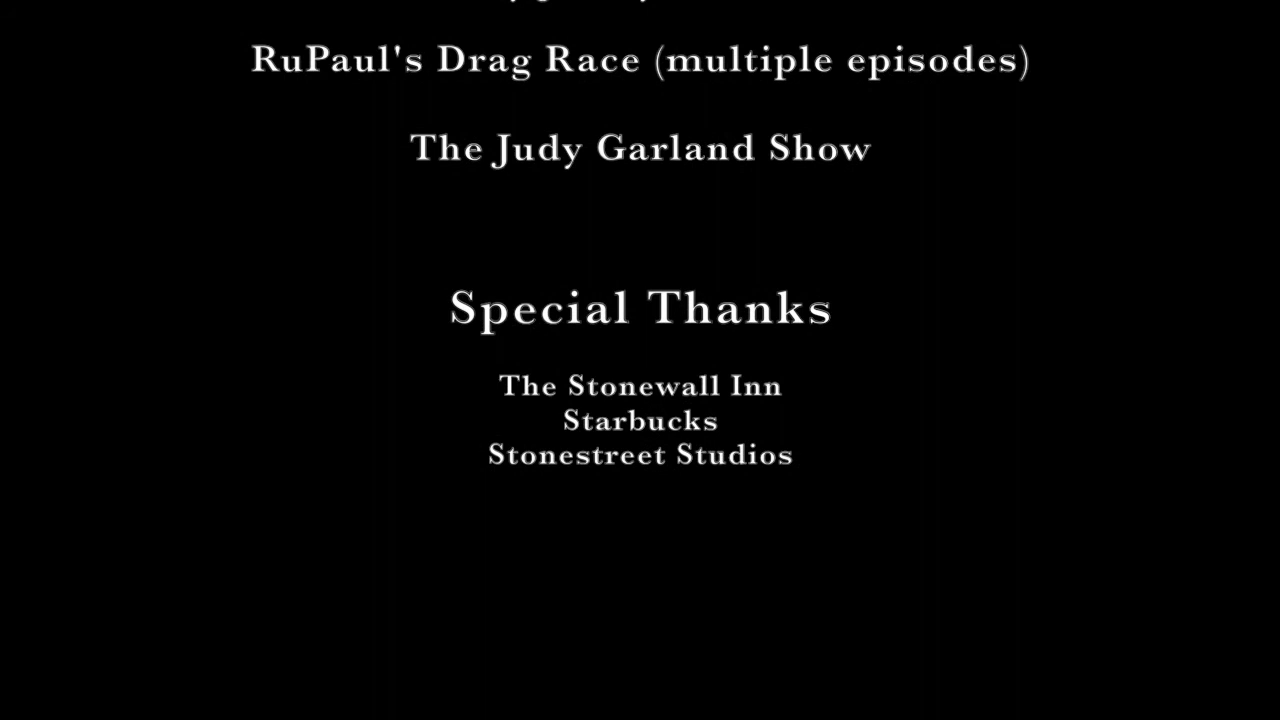 RuPaul's Drag Race (multiple episodes)
The Judy Garland Show
Special Thanks
The Stonewall Inn
Starbucks
Stonestreet Studios